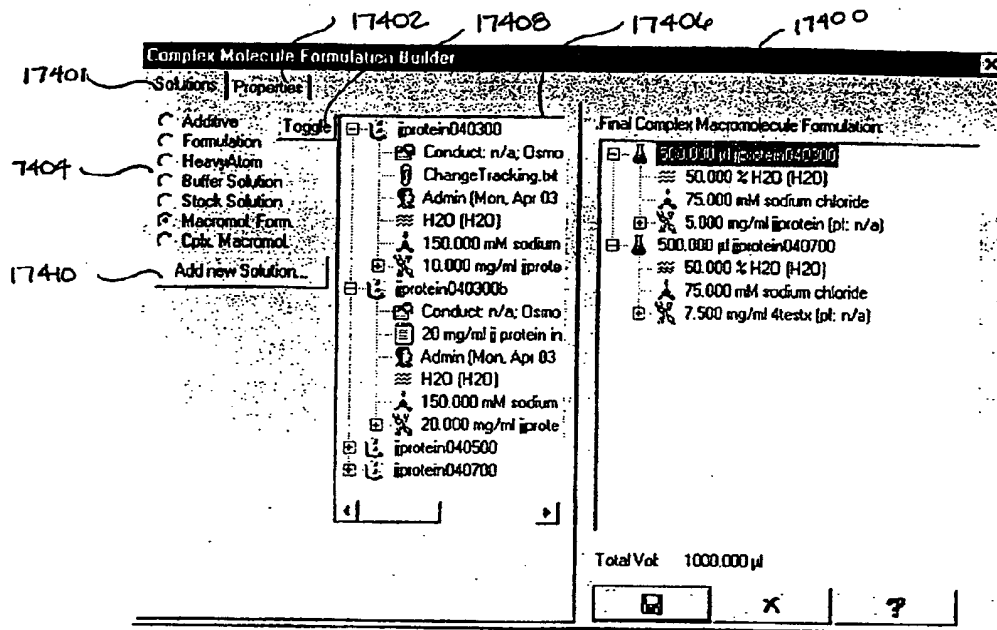 17402 17408 17406 17400
Complex Molecule Formulation Builder
17401
Solutions Properties
Additive
Formulation
HeavyAtom
7404
Buffer Solution
Stock Solution
Macromol. Form.
Cplx. Macromol.
17410
Add new Solution...
Toggle
jjprotein040300
Conduct: n/a; Osmo
ChangeTracking.txt
Admin (Mon, Apr 03
H2O (H2O)
150.000 mM sodium
10.000 mg/ml jjprote
jjprotein040300b
Conduct: n/a; Osmo
20 mg/ml jj protein in
Admin (Mon, Apr 03
H2O (H2O)
150.000 mM sodium
20.000 mg/ml jjprote
jjprotein040500
jjprotein040700
Final Complex Macromolecule Formulation:
500.000 µl jjprotein040300
50.000 % H2O (H2O)
75.000 mM sodium chloride
5.000 mg/ml jjprotein (pI: n/a)
500.000 µl jjprotein040700
50.000 % H2O (H2O)
75.000 mM sodium chloride
7.500 mg/ml 4testx (pI: n/a)
Total Vol: 1000.000 µl
?